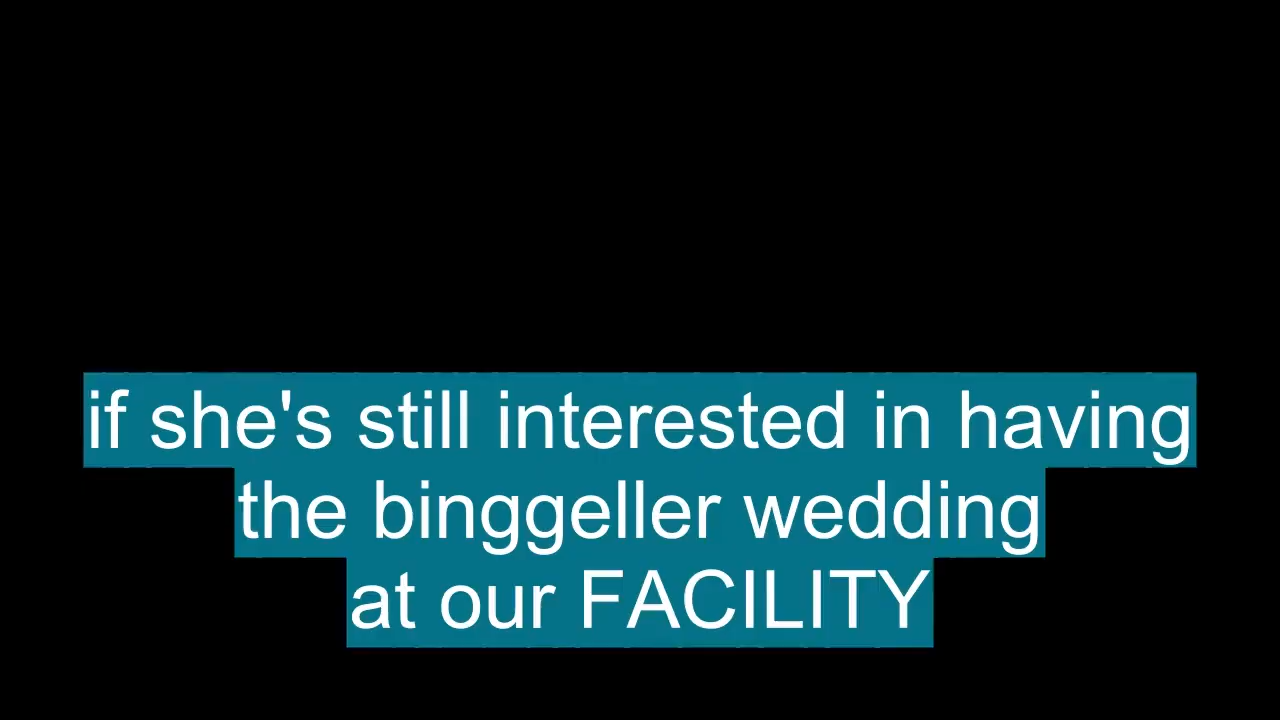 if she's still interested in having
the binggeller wedding
at our FACILITY